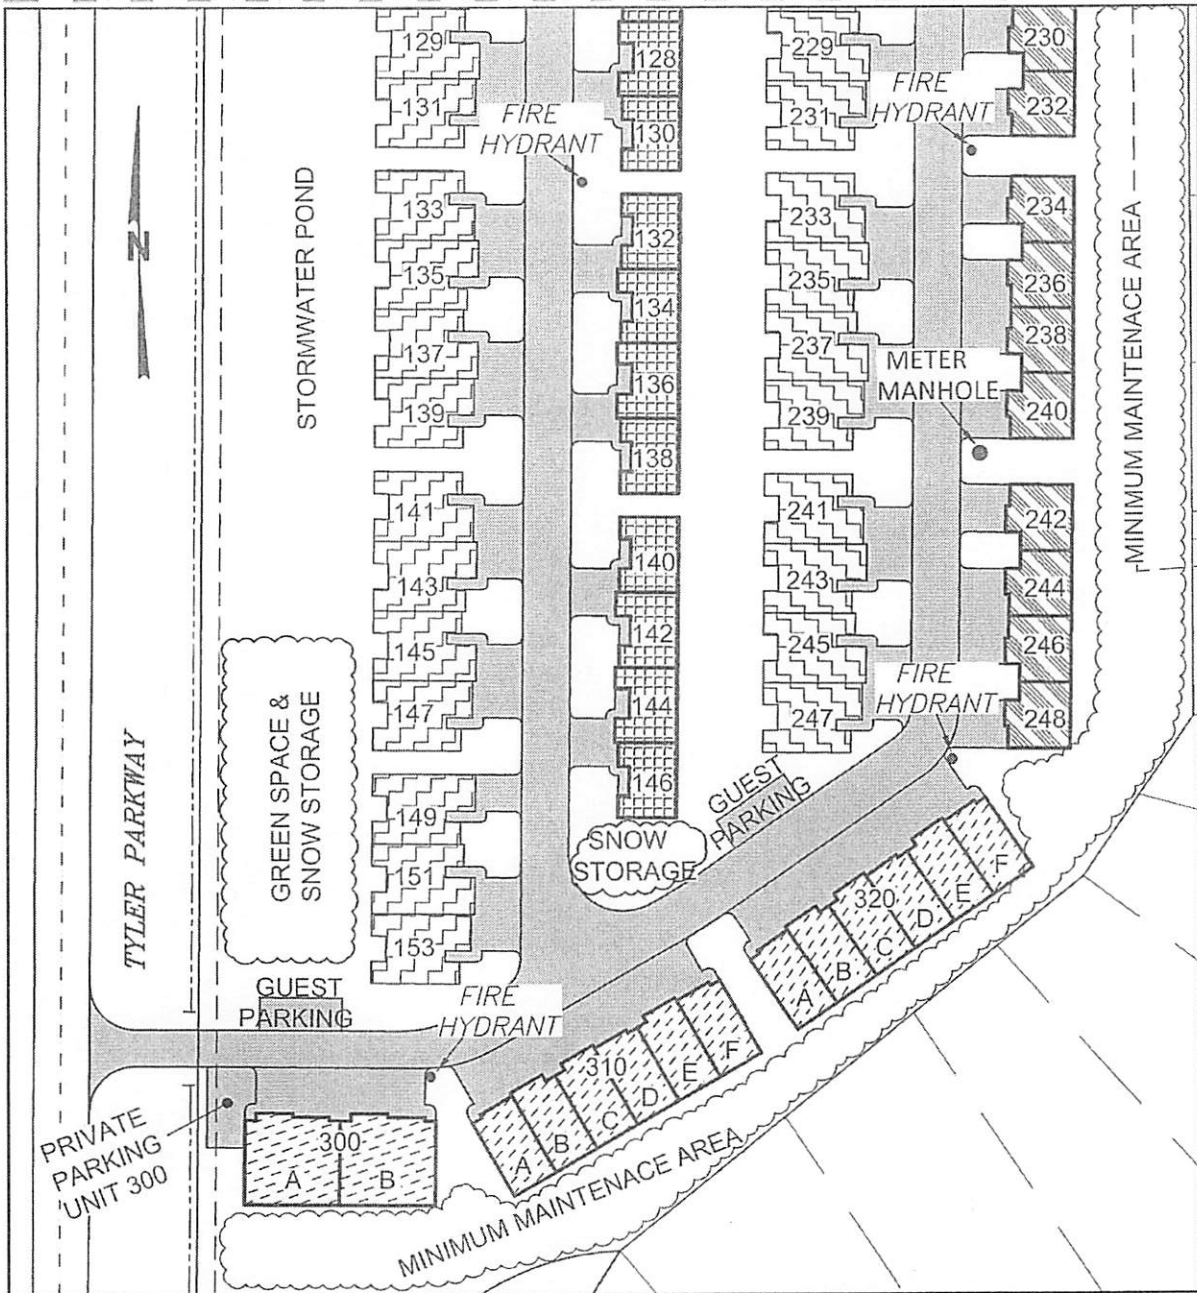 129
131
133
135
137
139
141
143
145
147
149
151
153
128
130
132
134
136
138
140
142
144
146
229
231
233
235
237
239
241
243
245
247
230
232
234
236
238
240
242
244
246
248
FIRE
HYDRANT
FIRE
HYDRANT
N
STORMWATER POND
METER
MANHOLE
MINIMUM MAINTENACE AREA
FIRE
HYDRANT
TYLER PARKWAY
GREEN SPACE &
SNOW STORAGE
GUEST
PARKING
SNOW
STORAGE
GUEST
PARKING
FIRE
HYDRANT
320
A
B
C
D
E
F
310
A
B
C
D
E
F
300
A
B
PRIVATE
PARKING
UNIT 300
MINIMUM MAINTENACE AREA